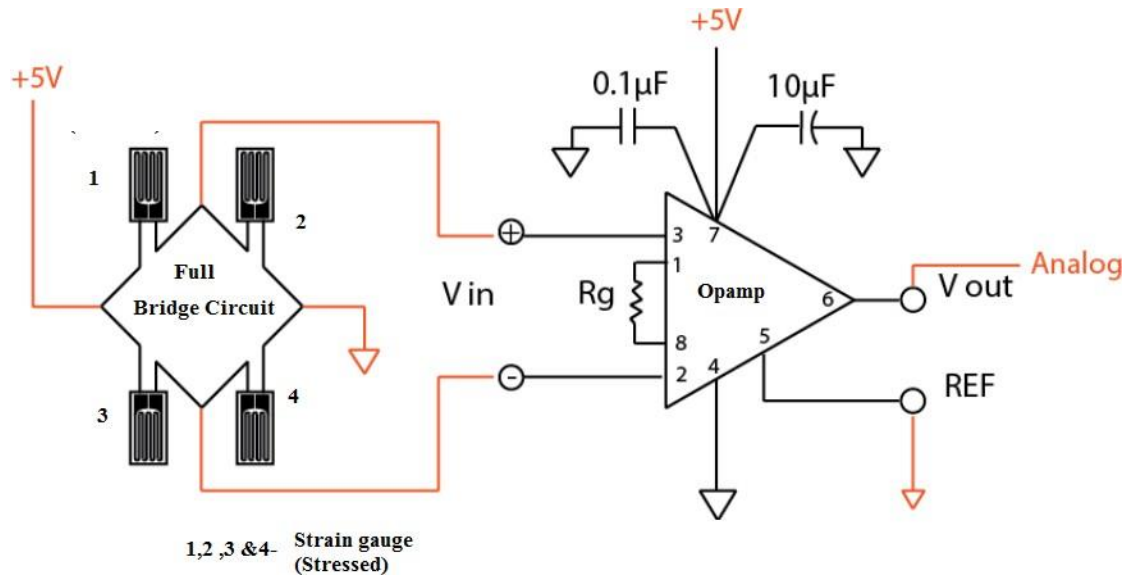 +5V
+5V
0.1µF
10µF
1
2
Full
Bridge Circuit
3
4
V in
+
-
Rg
3
7
1
Opamp
8
2
4
5
6
V out
Analog
REF
1,2 ,3 &4- Strain gauge
(Stressed)